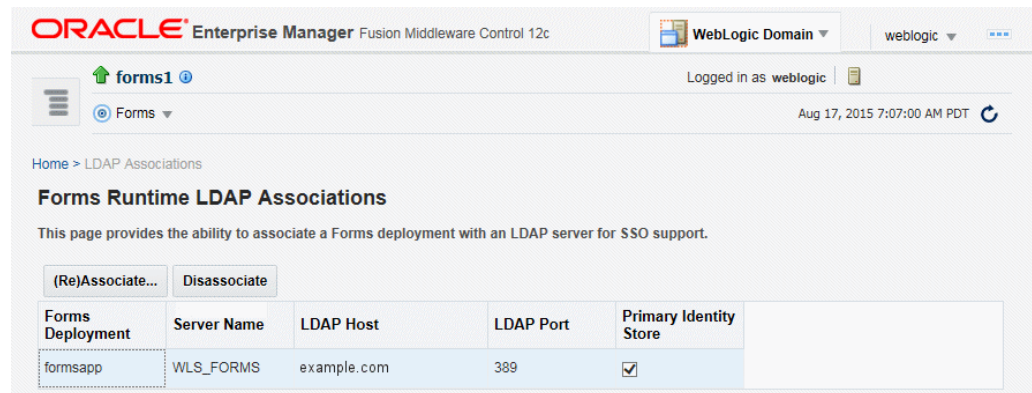 ORACLE Enterprise Manager Fusion Middleware Control 12c WebLogic Domain weblogic
forms1 Logged in as weblogic
Forms Aug 17, 2015 7:07:00 AM PDT
Home > LDAP Associations
Forms Runtime LDAP Associations
This page provides the ability to associate a Forms deployment with an LDAP server for SSO support.
(Re)Associate... Disassociate
Forms Deployment Server Name LDAP Host LDAP Port Primary Identity Store
formsapp WLS_FORMS example.com 389